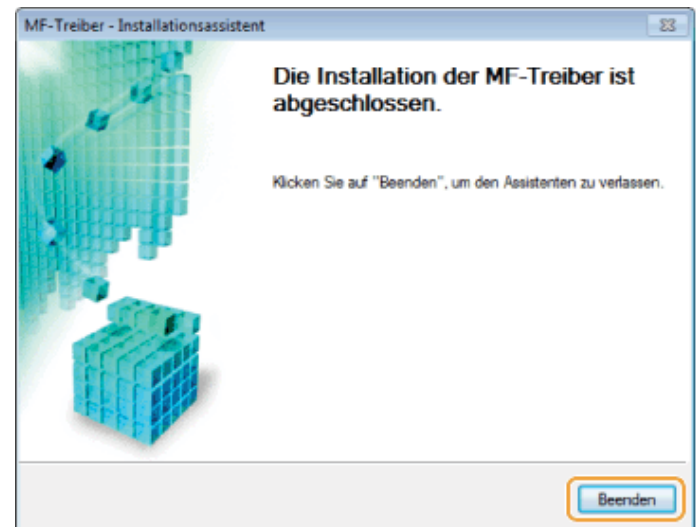 MF-Treiber - Installationsassistent
Die Installation der MF-Treiber ist
abgeschlossen.
Klicken Sie auf "Beenden", um den Assistenten zu verlassen.
Beenden